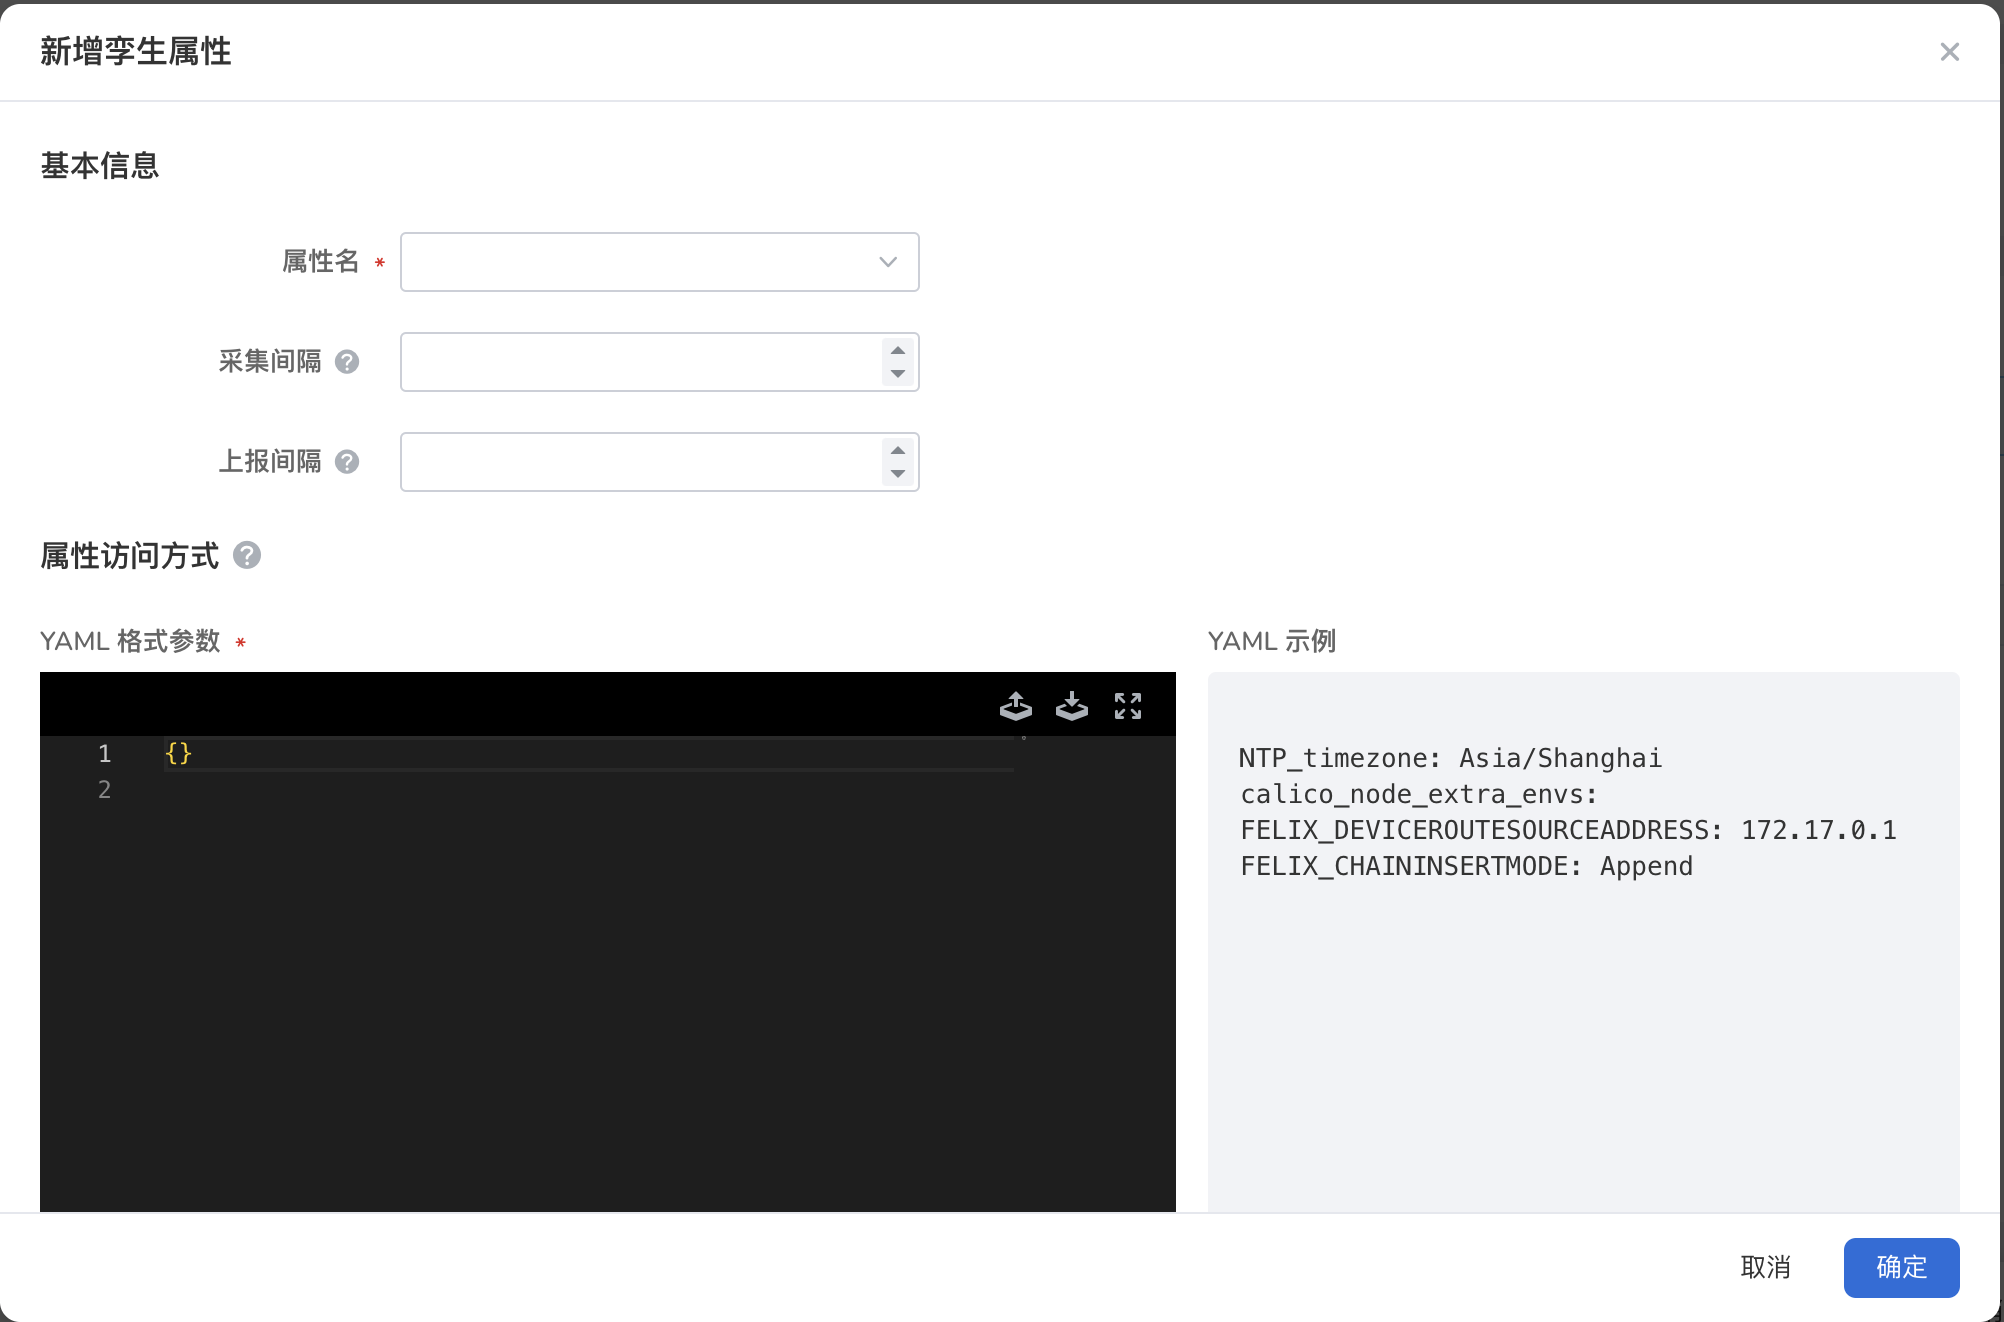 新增孪生属性
基本信息
属性名 *
采集间隔 ?
上报间隔 ?
属性访问方式 ?
YAML 格式参数 *
1 {}
2
YAML 示例
NTP_timezone: Asia/Shanghai
calico_node_extra_envs:
FELIX_DEVICEROUTESOURCEADDRESS: 172.17.0.1
FELIX_CHAININSERTMODE: Append
取消
确定